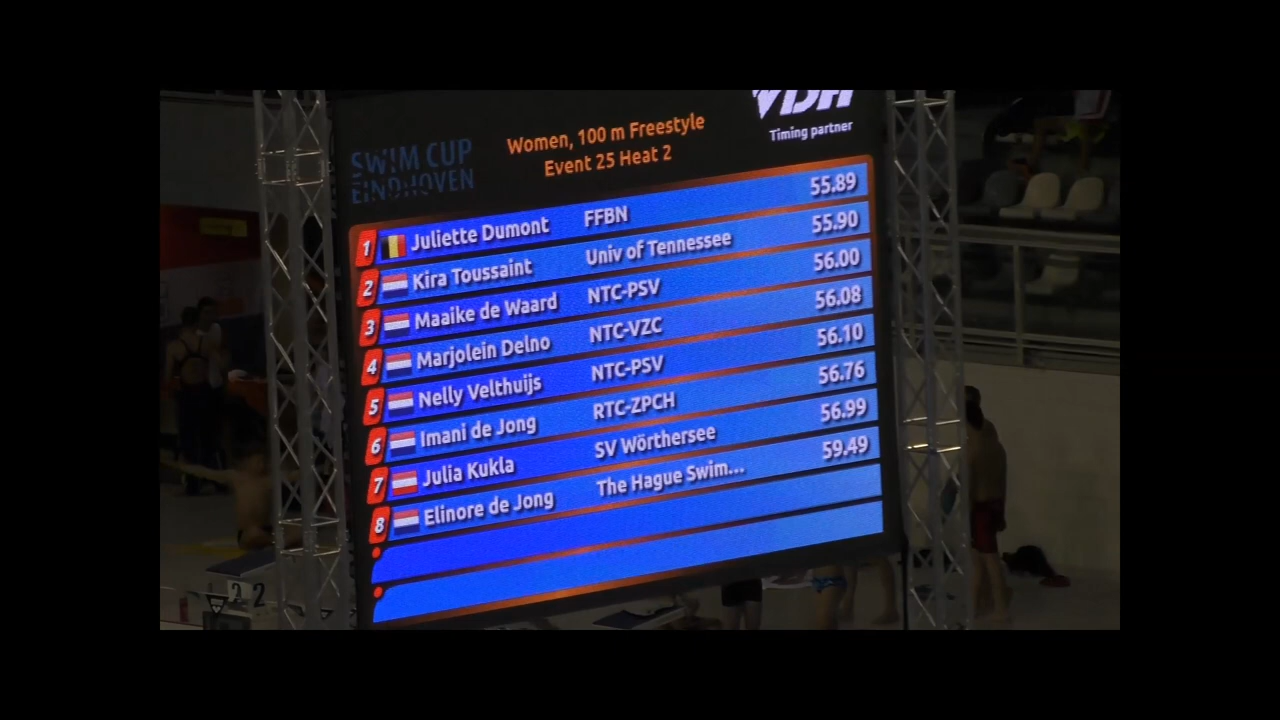 VDH
Timing partner
SWIM CUP
EINDHOVEN
Women, 100 m Freestyle
Event 25 Heat 2
1 Juliette Dumont FFBN 55.89
2 Kira Toussaint Univ of Tennessee 55.90
3 Maaike de Waard NTC-PSV 56.00
4 Marjolein Delno NTC-VZC 56.08
5 Nelly Velthuijs NTC-PSV 56.10
6 Imani de Jong RTC-ZPCH 56.76
7 Julia Kukla SV Wörthersee 56.99
8 Elinore de Jong The Hague Swim... 59.49
2 2